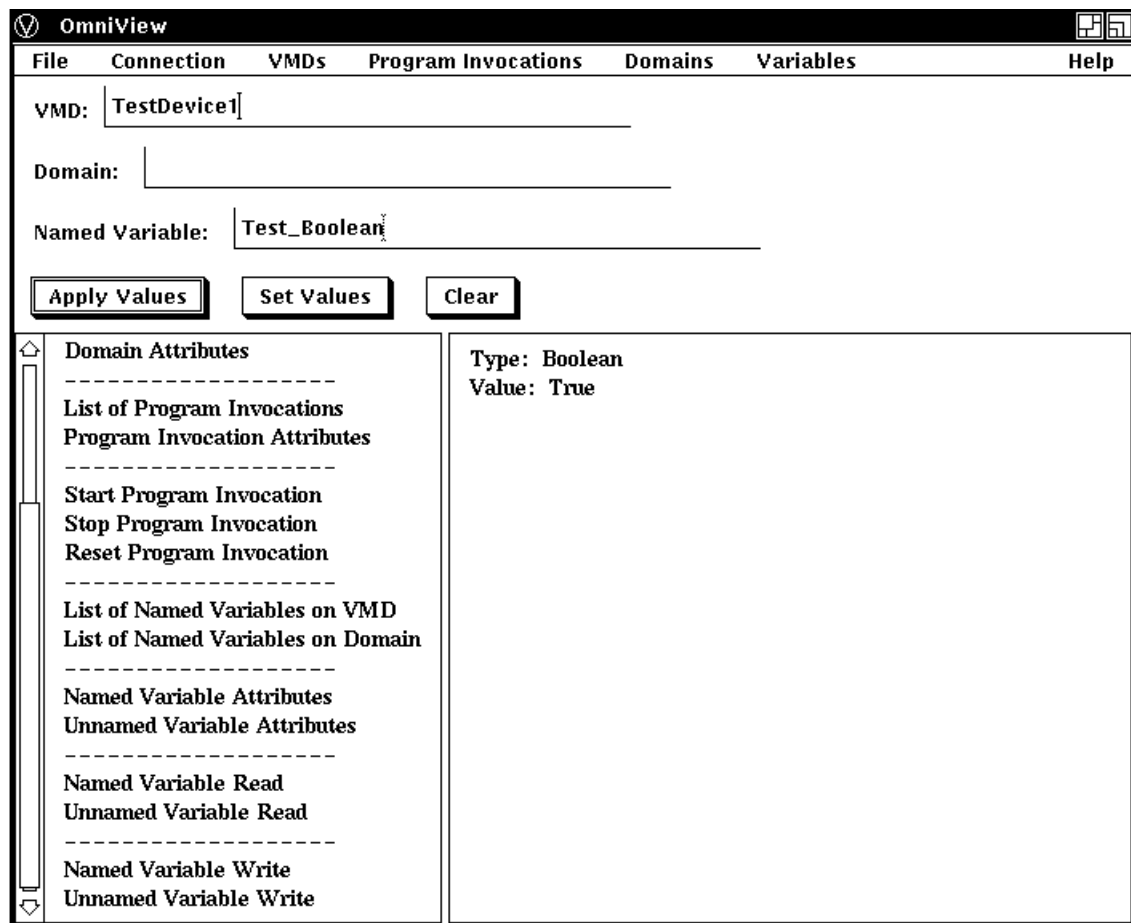 OmniView
File Connection VMDs Program Invocations Domains Variables Help
VMD: TestDevice1
Domain:
Named Variable: Test_Boolean
Apply Values Set Values Clear
Domain Attributes
--------------------
List of Program Invocations
Program Invocation Attributes
--------------------
Start Program Invocation
Stop Program Invocation
Reset Program Invocation
--------------------
List of Named Variables on VMD
List of Named Variables on Domain
--------------------
Named Variable Attributes
Unnamed Variable Attributes
--------------------
Named Variable Read
Unnamed Variable Read
--------------------
Named Variable Write
Unnamed Variable Write
Type: Boolean
Value: True